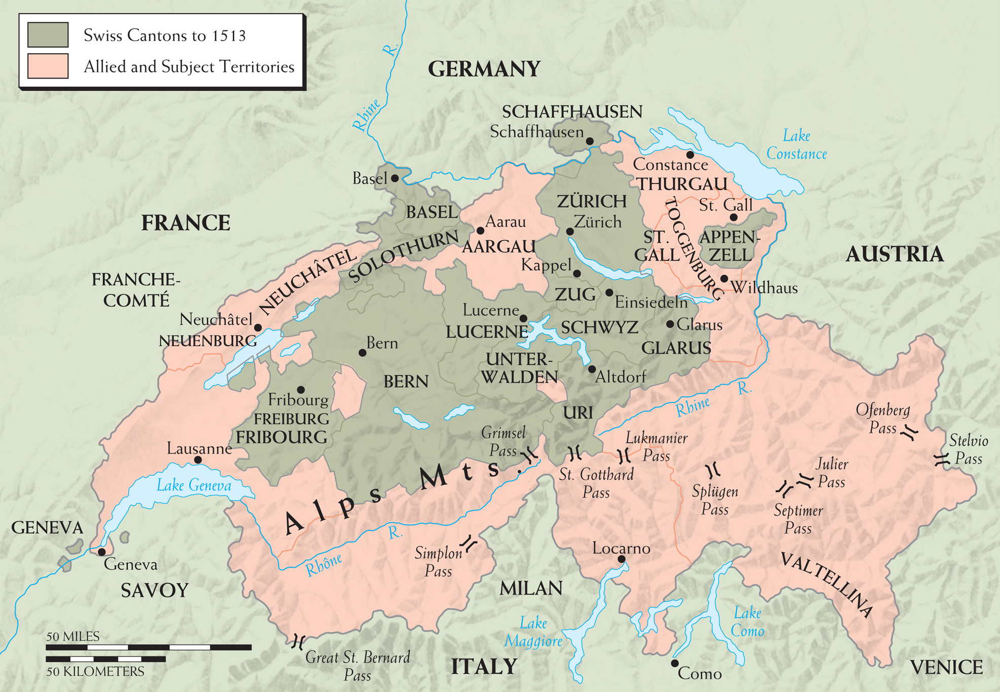 Swiss Cantons to 1513
Allied and Subject Territories
R.
Rhine
GERMANY
SCHAFFHAUSEN
Schaffhausen
Lake
Constance
Constance
THURGAU
Basel
BASEL
ZÜRICH
Zürich
TOGGENBURG
St. Gall
FRANCE
Aarau
AARGAU
SOLOTHURN
ST.
GALL
APPEN-
ZELL
AUSTRIA
NEUCHÂTEL
Kappel
FRANCHE-
COMTÉ
ZUG
Einsiedeln
Wildhaus
Neuchâtel
NEUENBURG
Lucerne
LUCERNE
SCHWYZ
Glarus
GLARUS
Bern
BERN
UNTER-
WALDEN
Altdorf
URI
Rhine
R.
Fribourg
FREIBURG
FRIBOURG
Ofenberg
Pass
Stelvio
Pass
Grimsel
Pass
Lukmanier
Pass
Lausanne
Lake Geneva
Alps Mts.
St. Gotthard
Pass
Splügen
Pass
Julier
Pass
Septimer
Pass
GENEVA
Geneva
SAVOY
Rhône
R.
Simplon
Pass
Locarno
MILAN
VALTELLINA
Lake
Maggiore
Lake
Como
50 MILES
50 KILOMETERS
Great St. Bernard
Pass
ITALY
Como
VENICE